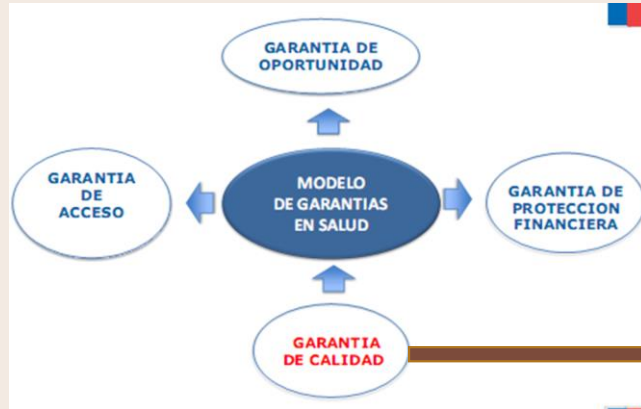 GARANTIA DE
OPORTUNIDAD
GARANTIA
DE
ACCESO
MODELO
DE GARANTIAS
EN SALUD
GARANTIA DE
PROTECCION
FINANCIERA
GARANTIA
DE CALIDAD